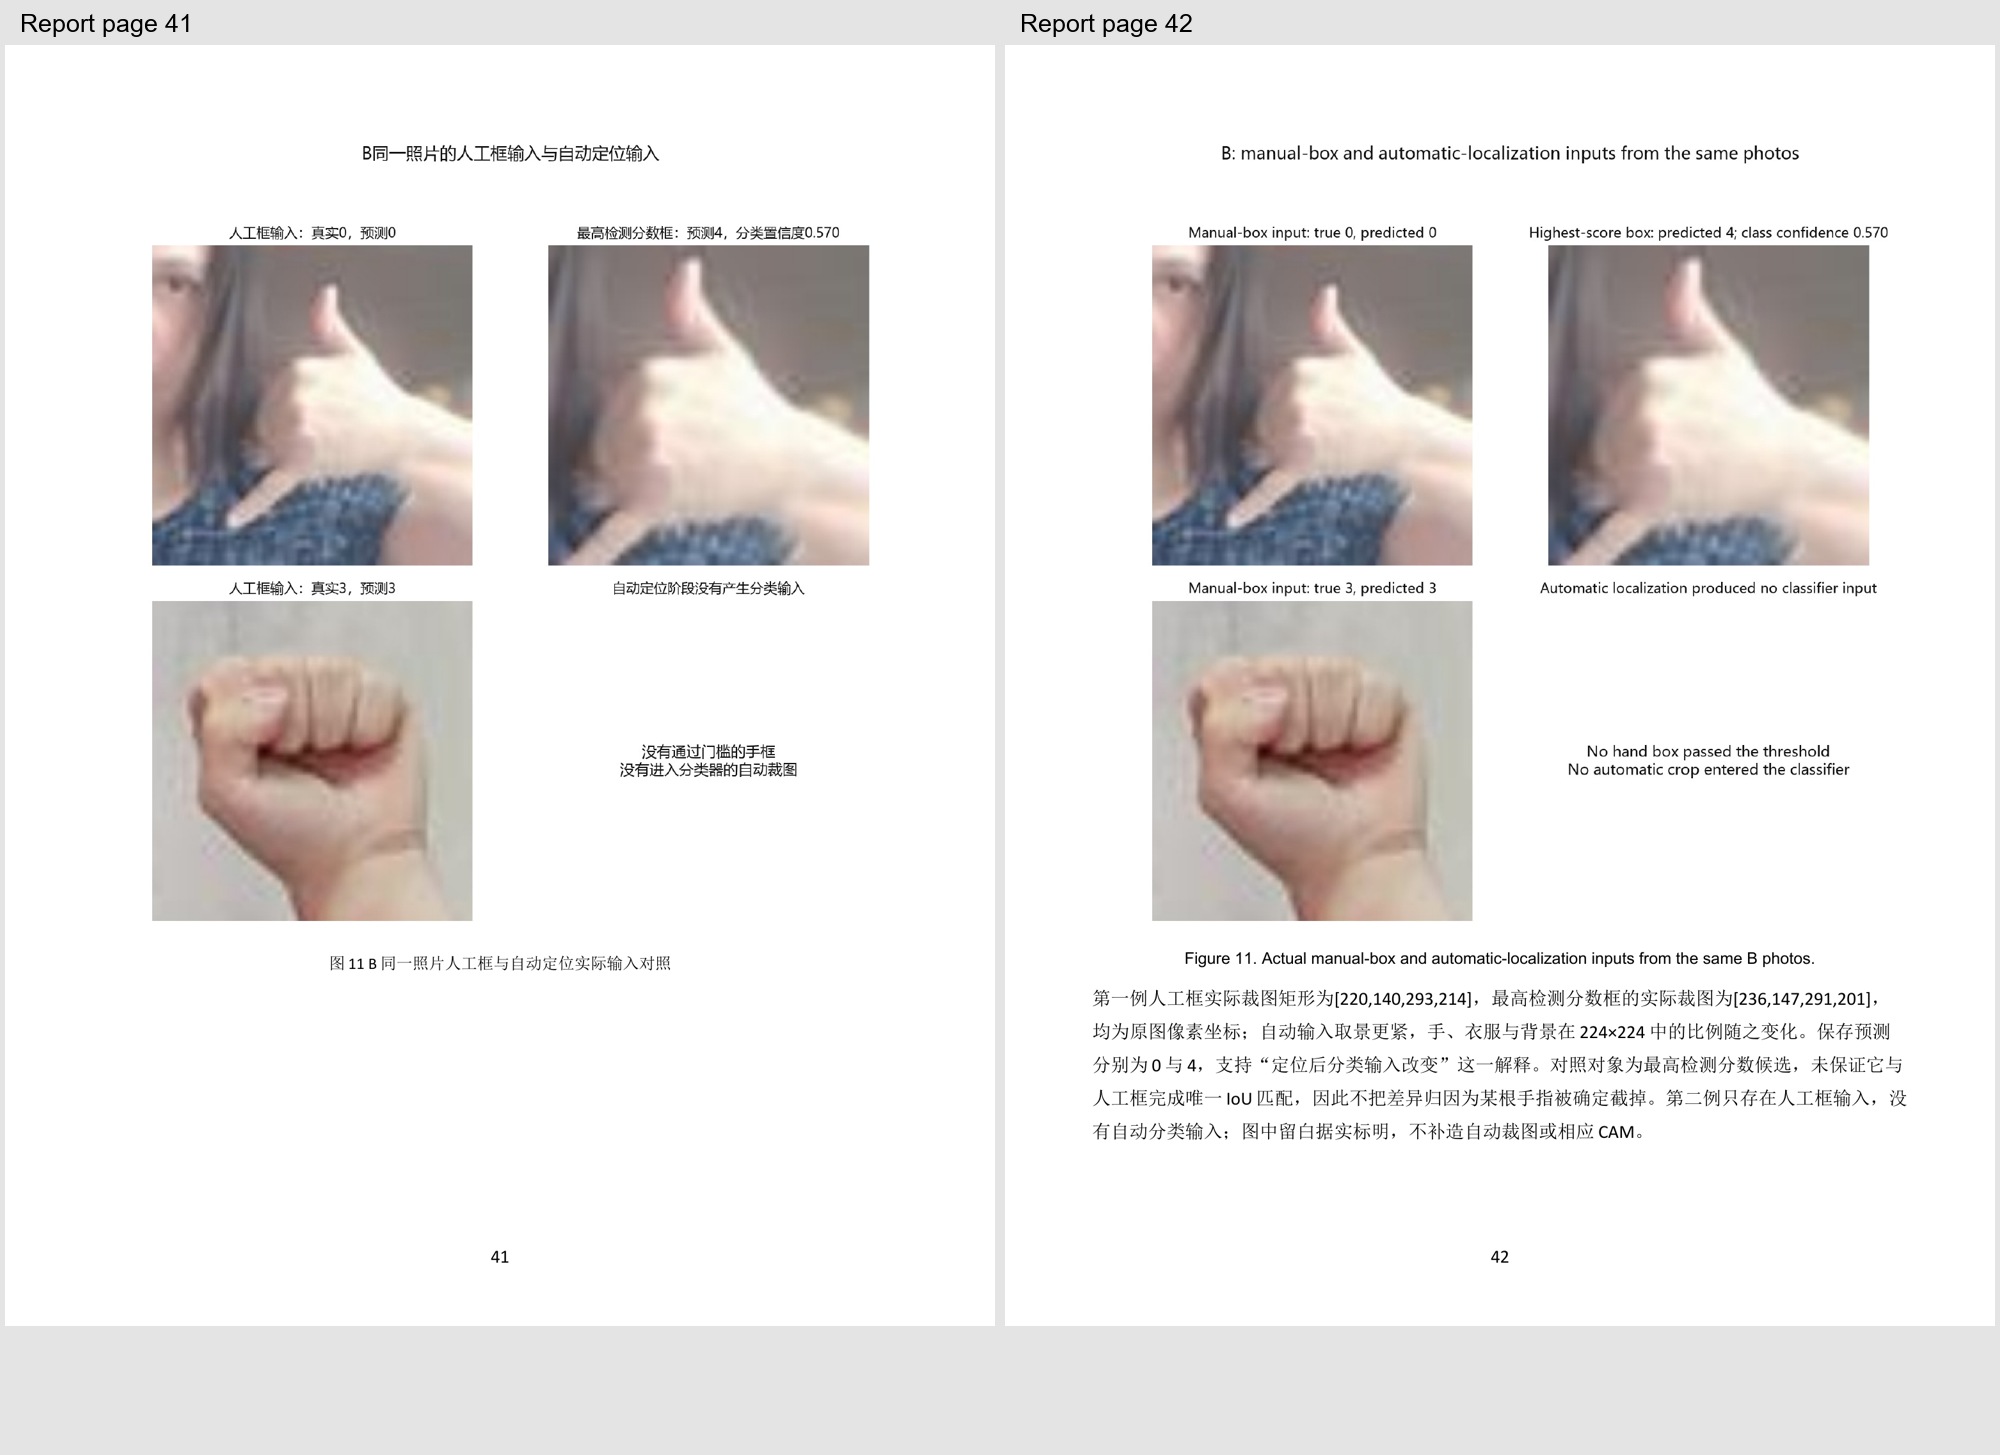 Report page 41
B同一照片的人工框输入与自动定位输入
人工框输入：真实0，预测0
最高检测分数框：预测4，分类置信度0.570
人工框输入：真实3，预测3
自动定位阶段没有产生分类输入
没有通过门槛的手框
没有进入分类器的自动裁图
图 11 B 同一照片人工框与自动定位实际输入对照
41
Report page 42
B: manual-box and automatic-localization inputs from the same photos
Manual-box input: true 0, predicted 0
Highest-score box: predicted 4; class confidence 0.570
Manual-box input: true 3, predicted 3
Automatic localization produced no classifier input
No hand box passed the threshold
No automatic crop entered the classifier
Figure 11. Actual manual-box and automatic-localization inputs from the same B photos.
第一例人工框实际裁图矩形为[220,140,293,214]，最高检测分数框的实际裁图为[236,147,291,201]，
均为原图像素坐标；自动输入取景更紧，手、衣服与背景在 224×224 中的比例随之变化。保存预测
分别为 0 与 4，支持“定位后分类输入改变”这一解释。对照对象为最高检测分数候选，未保证它与
人工框完成唯一 IoU 匹配，因此不把差异归因为某根手指被确定截掉。第二例只存在人工框输入，没
有自动分类输入；图中留白据实标明，不补造自动裁图或相应 CAM。
42